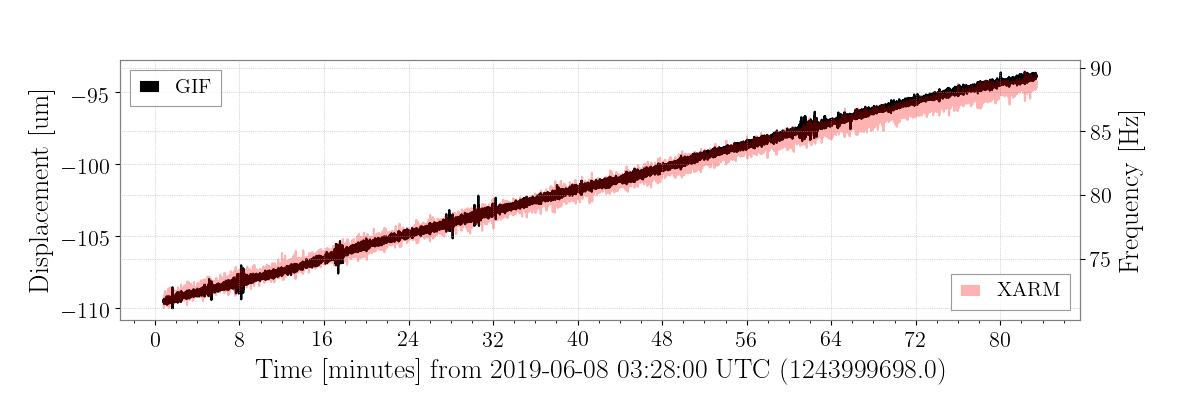 GIF
Displacement [um]
−95
−100
−105
−110
90
85
80
75
Frequency [Hz]
XARM
0 8 16 24 32 40 48 56 64 72 80
Time [minutes] from 2019-06-08 03:28:00 UTC (1243999698.0)